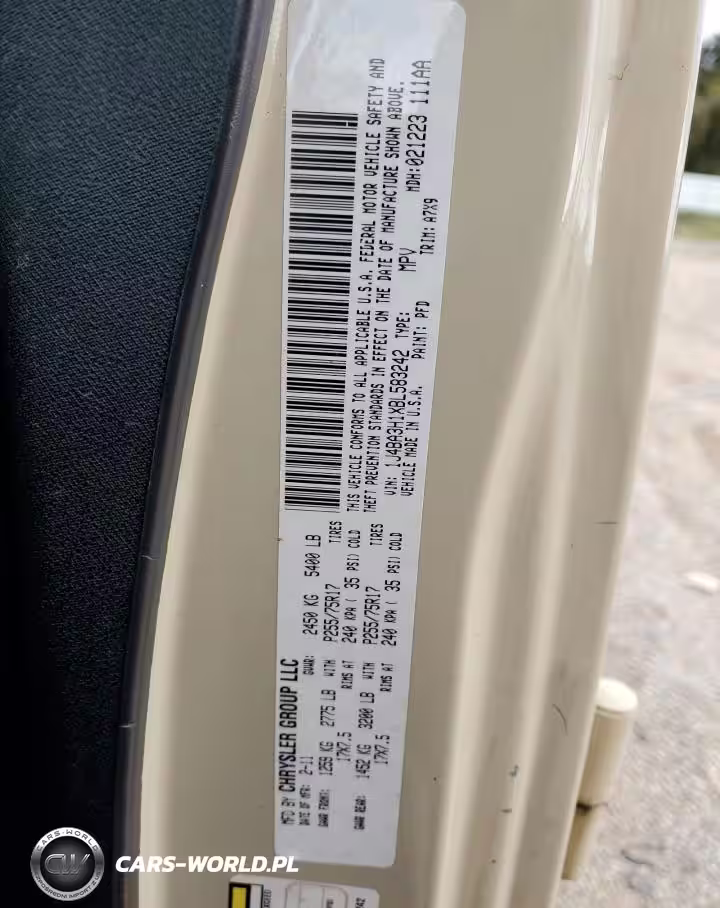 MFD BY CHRYSLER GROUP LLC
DATE OF MFR: 2-11 GVWR: 2450 KG 5400 LB
GAWR FRONT: 1259 KG 2775 LB WITH P255/75R17 TIRES
17X7.5 RIMS AT 240 KPA ( 35 PSI) COLD
GAWR REAR: 1452 KG 3200 LB WITH P255/75R17 TIRES
17X7.5 RIMS AT 240 KPA ( 35 PSI) COLD
THIS VEHICLE CONFORMS TO ALL APPLICABLE U.S.A. FEDERAL MOTOR VEHICLE SAFETY AND
THEFT PREVENTION STANDARDS IN EFFECT ON THE DATE OF MANUFACTURE SHOWN ABOVE.
VIN: 1J4BA3H1XBL583242 TYPE: MPV MDH:021223 111AA
VEHICLE MADE IN U.S.A. PAINT: PFD TRIM: A7X9
CARS-WORLD
CW
CARS-WORLD.PL